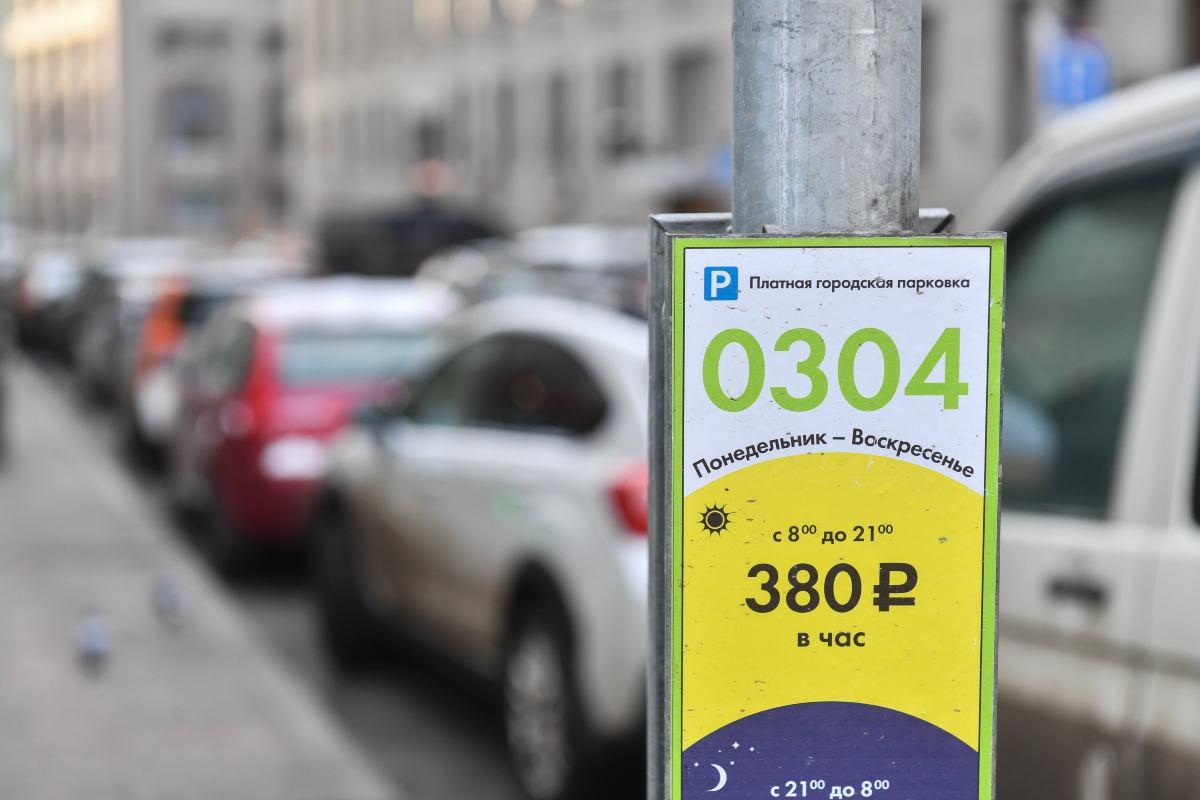 P Платная городская парковка
0304
Понедельник – Воскресенье
с 8⁰⁰ до 21⁰⁰
380 ₽
в час
с 21⁰⁰ до 8⁰⁰